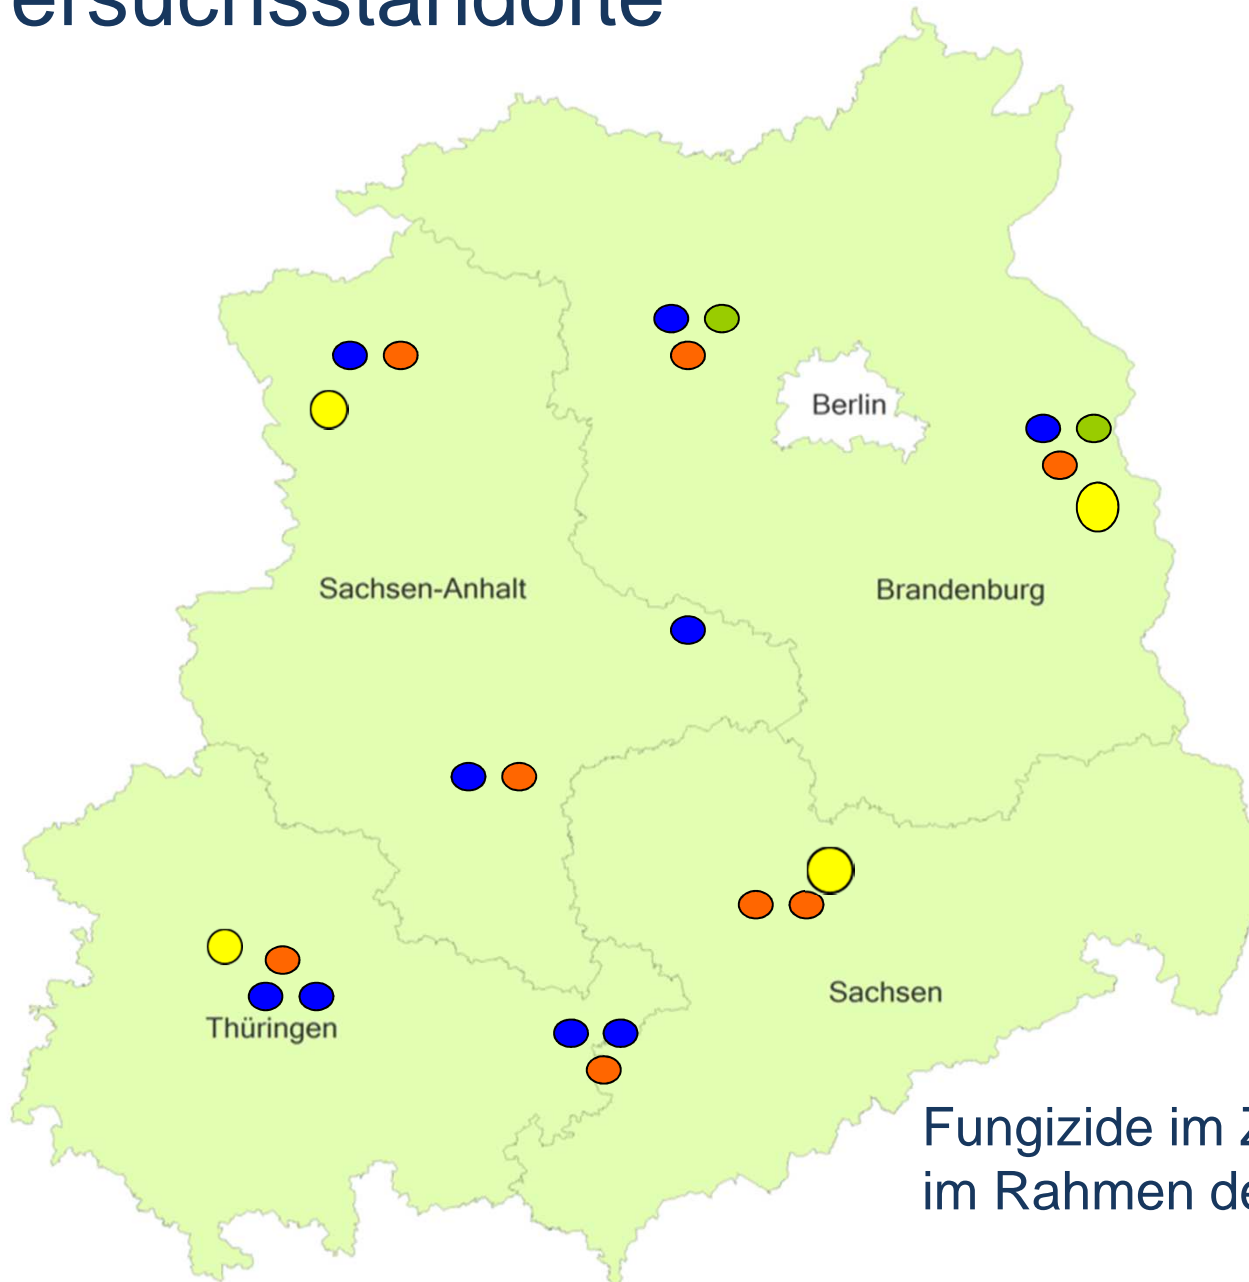 ersuchsstandorte
Berlin
Sachsen-Anhalt
Brandenburg
Sachsen
Thüringen
Fungizide im
im Rahmen